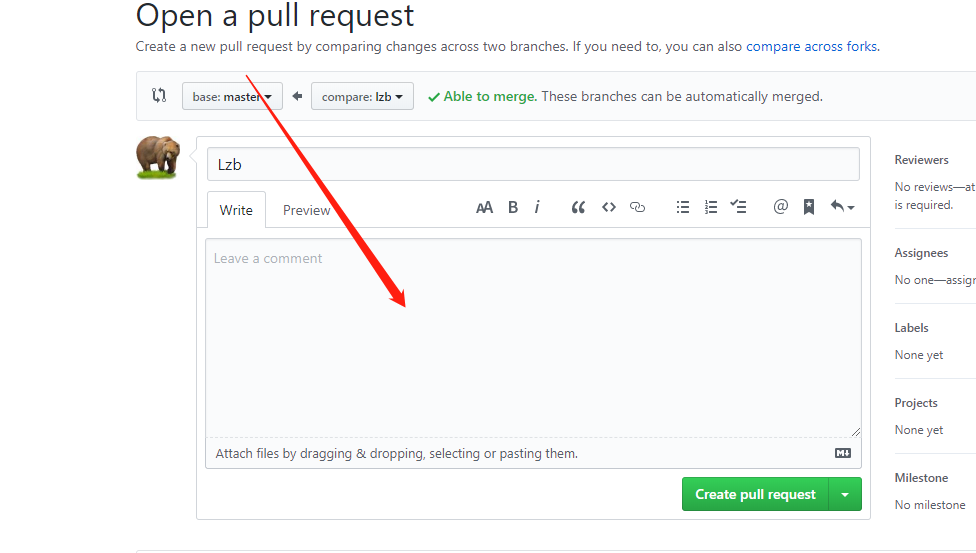 Open a pull request
Create a new pull request by comparing changes across two branches. If you need to, you can also compare across forks.
base: master compare: lzb Able to merge. These branches can be automatically merged.
Lzb
Write Preview AA B i @
Leave a comment
Attach files by dragging & dropping, selecting or pasting them.
Create pull request
Reviewers
No reviews—at
is required.
Assignees
No one—assign
Labels
None yet
Projects
None yet
Milestone
No milestone